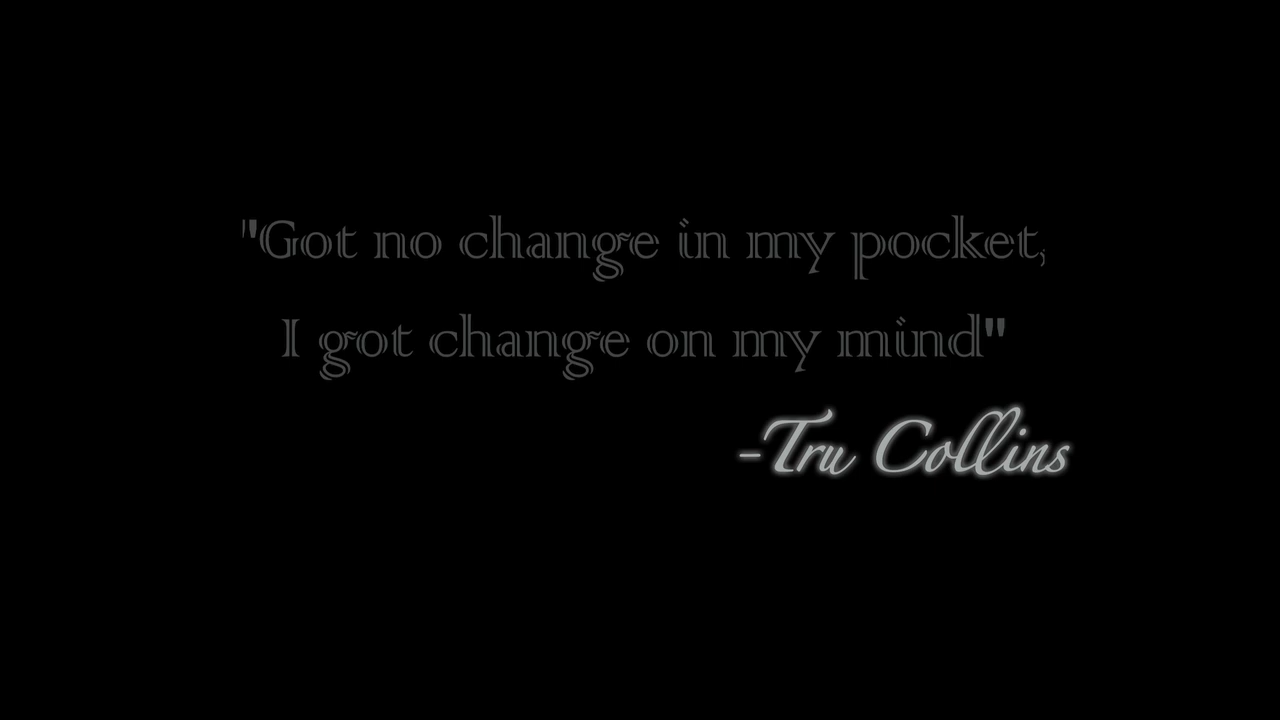 "Got no change in my pocket,
I got change on my mind"
-Tru Collins